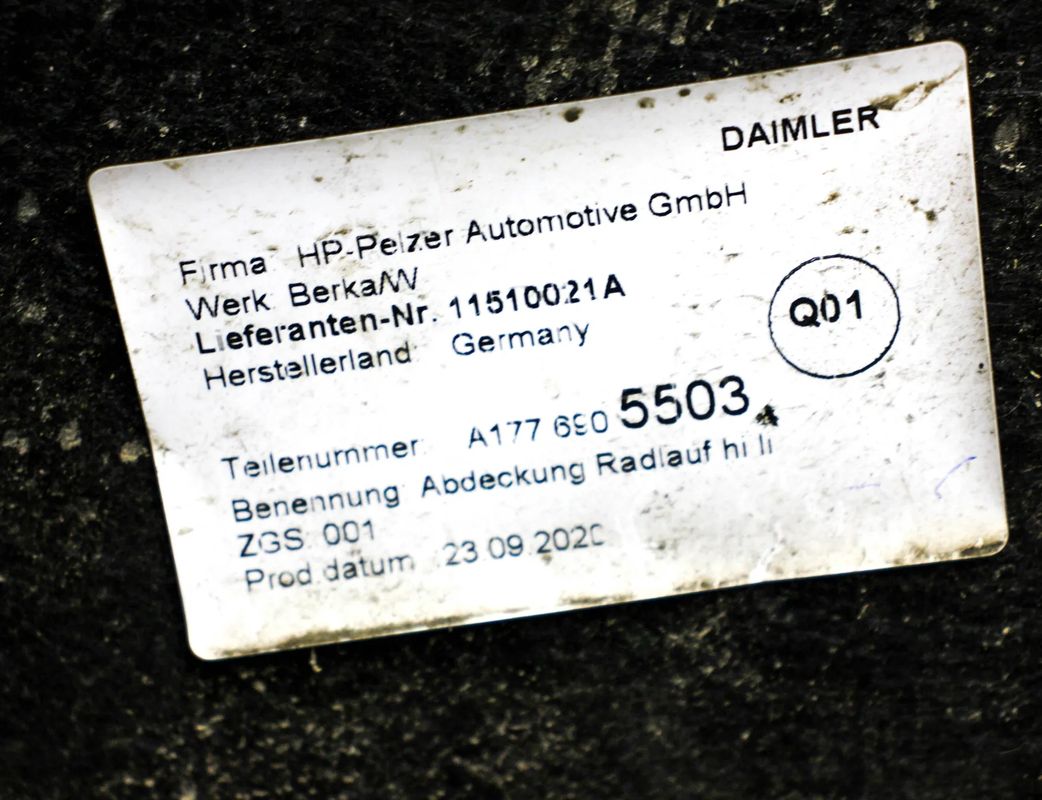 DAIMLER
Firma: HP-Pelzer Automotive GmbH
Werk: Berka/W
Lieferanten-Nr. 11510021A
Herstellerland: Germany
Q01
Teilenummer: A177 690 5503
Benennung: Abdeckung Radlauf hi li
ZGS: 001
Prod.datum: 23.09.2020